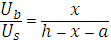 U_b/U_s = x/(h − x − a)